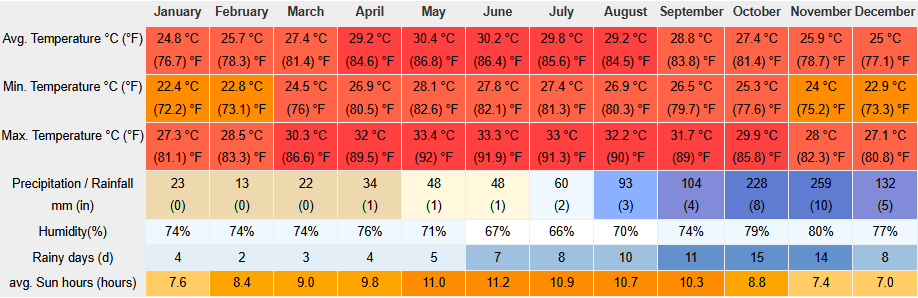 January February March April May June July August September October November December
Avg. Temperature °C (°F) 24.8 °C 25.7 °C 27.4 °C 29.2 °C 30.4 °C 30.2 °C 29.8 °C 29.2 °C 28.8 °C 27.4 °C 25.9 °C 25 °C
(76.7) °F (78.3) °F (81.4) °F (84.6) °F (86.8) °F (86.4) °F (85.6) °F (84.5) °F (83.8) °F (81.4) °F (78.7) °F (77.1) °F
Min. Temperature °C (°F) 22.4 °C 22.8 °C 24.5 °C 26.9 °C 28.1 °C 27.8 °C 27.4 °C 26.9 °C 26.5 °C 25.3 °C 24 °C 22.9 °C
(72.2) °F (73.1) °F (76) °F (80.5) °F (82.6) °F (82.1) °F (81.3) °F (80.3) °F (79.7) °F (77.6) °F (75.2) °F (73.3) °F
Max. Temperature °C (°F) 27.3 °C 28.5 °C 30.3 °C 32 °C 33.4 °C 33.3 °C 33 °C 32.2 °C 31.7 °C 29.9 °C 28 °C 27.1 °C
(81.1) °F (83.3) °F (86.6) °F (89.5) °F (92) °F (91.9) °F (91.3) °F (90) °F (89) °F (85.8) °F (82.3) °F (80.8) °F
Precipitation / Rainfall 23 13 22 34 48 48 60 93 104 228 259 132
mm (in) (0) (0) (0) (1) (1) (1) (2) (3) (4) (8) (10) (5)
Humidity(%) 74% 74% 74% 76% 71% 67% 66% 70% 74% 79% 80% 77%
Rainy days (d) 4 2 3 4 5 7 8 10 11 15 14 8
avg. Sun hours (hours) 7.6 8.4 9.0 9.8 11.0 11.2 10.9 10.7 10.3 8.8 7.4 7.0